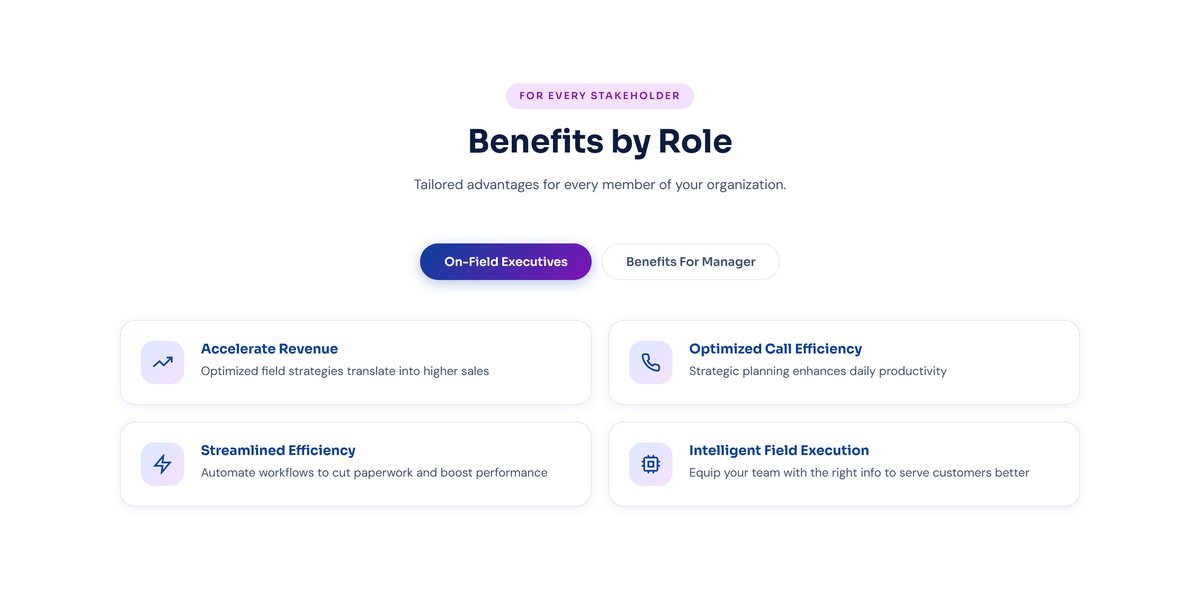 FOR EVERY STAKEHOLDER
Benefits by Role
Tailored advantages for every member of your organization.
On-Field Executives
Benefits For Manager
Accelerate Revenue
Optimized field strategies translate into higher sales
Optimized Call Efficiency
Strategic planning enhances daily productivity
Streamlined Efficiency
Automate workflows to cut paperwork and boost performance
Intelligent Field Execution
Equip your team with the right info to serve customers better